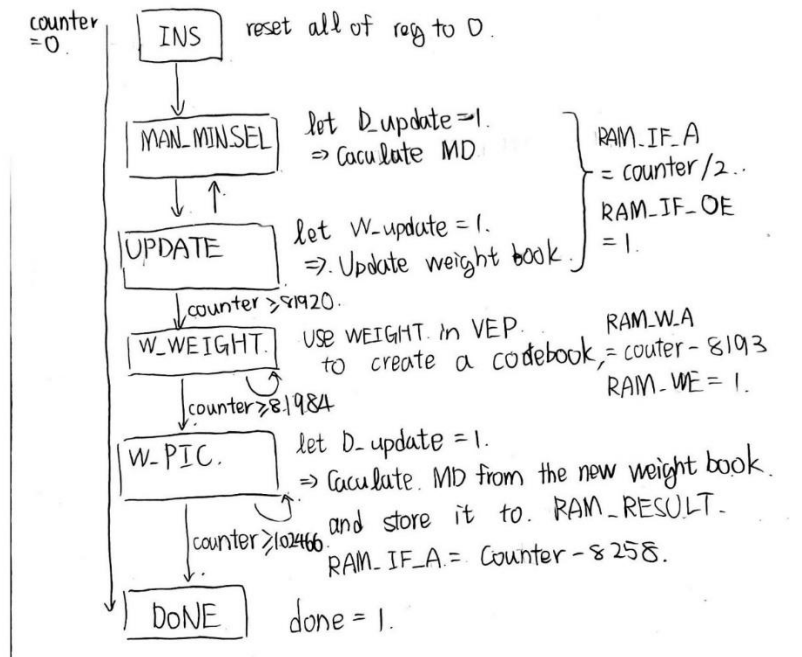 counter
=0.
INS
reset all of reg to 0.
MAN_MINSEL
let D_update=1.
⇒ Caculate MD
UPDATE
let W_update = 1.
⇒ Update weight book.
RAM_IF_A
= counter/2..
RAM_IF_OE
= 1.
counter ≥ 81920.
W_WEIGHT.
USE WEIGHT in VEP.
to create a codebook,
RAM_W_A
= couter - 8193
RAM_WE = 1.
counter ≥ 81984
W_PIC.
let D_update = 1.
⇒ Caculate MD from the new weight book.
and store it to. RAM_RESULT.
RAM_IF_A = Counter - 8258.
counter ≥ 102466
DoNE
done = 1.